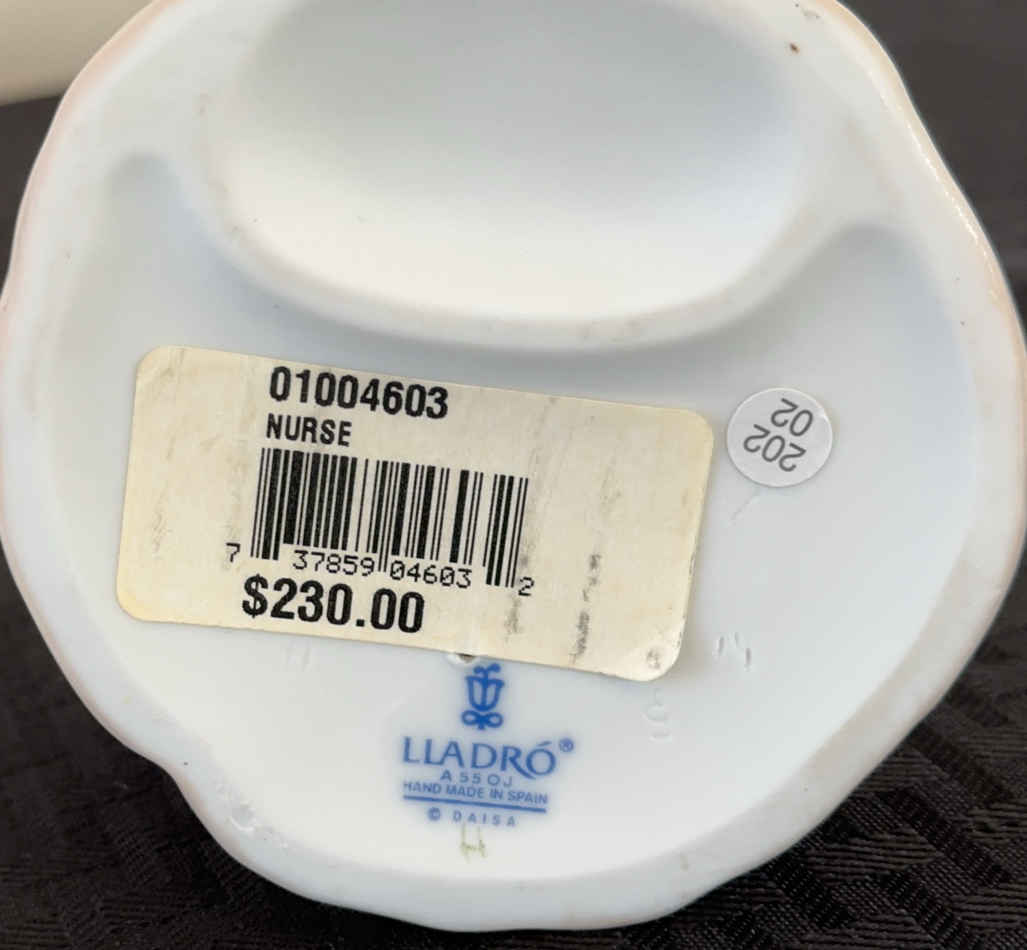 01004603
NURSE
7 37859 04603 2
$230.00
202
02
LLADRÓ®
A 55 OJ
HAND MADE IN SPAIN
© DAISA
H